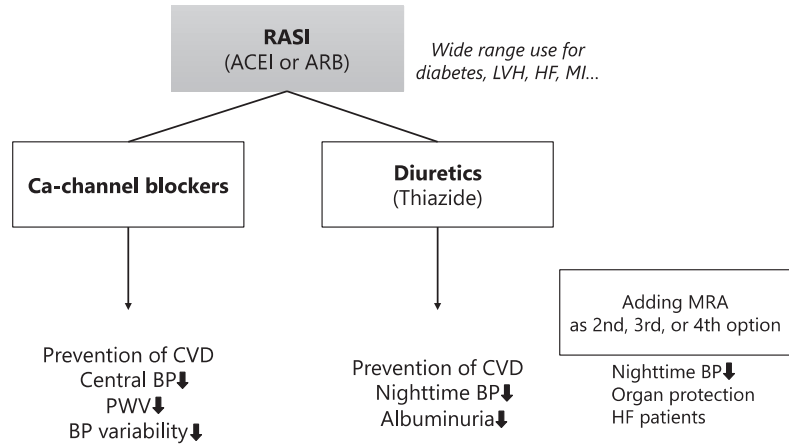 RASI
(ACEI or ARB)
Wide range use for
diabetes, LVH, HF, MI...
Ca-channel blockers
Diuretics
(Thiazide)
Adding MRA
as 2nd, 3rd, or 4th option
Prevention of CVD
Central BP⬇
PWV⬇
BP variability⬇
Prevention of CVD
Nighttime BP⬇
Albuminuria⬇
Nighttime BP⬇
Organ protection
HF patients